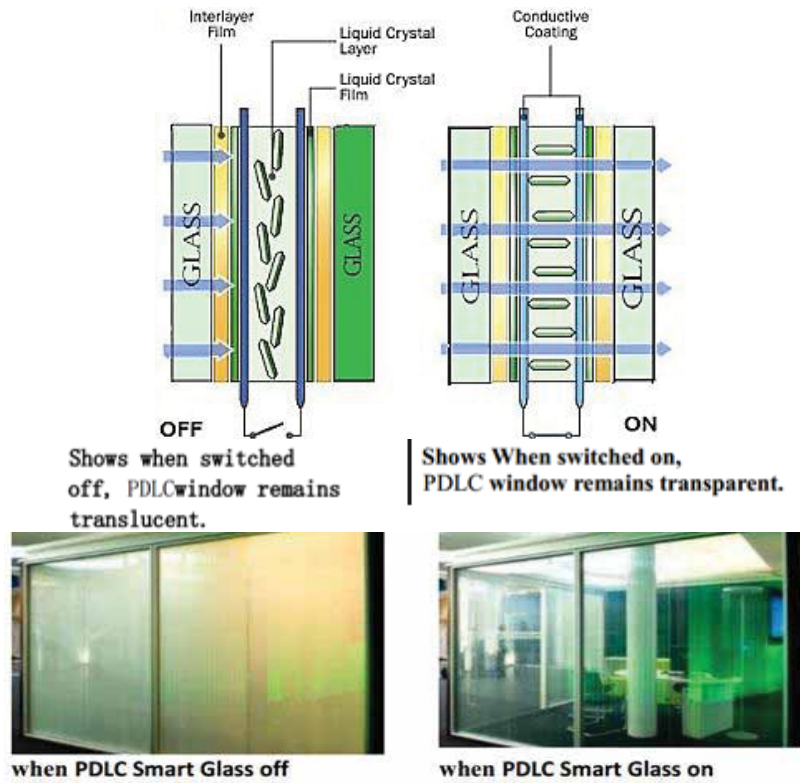 Interlayer
Film
Liquid Crystal
Layer
Liquid Crystal
Film
Conductive
Coating
GLASS
GLASS
GLASS
GLASS
OFF
ON
Shows when switched
off, PDLCwindow remains
translucent.
Shows When switched on,
PDLC window remains transparent.
when PDLC Smart Glass off
when PDLC Smart Glass on